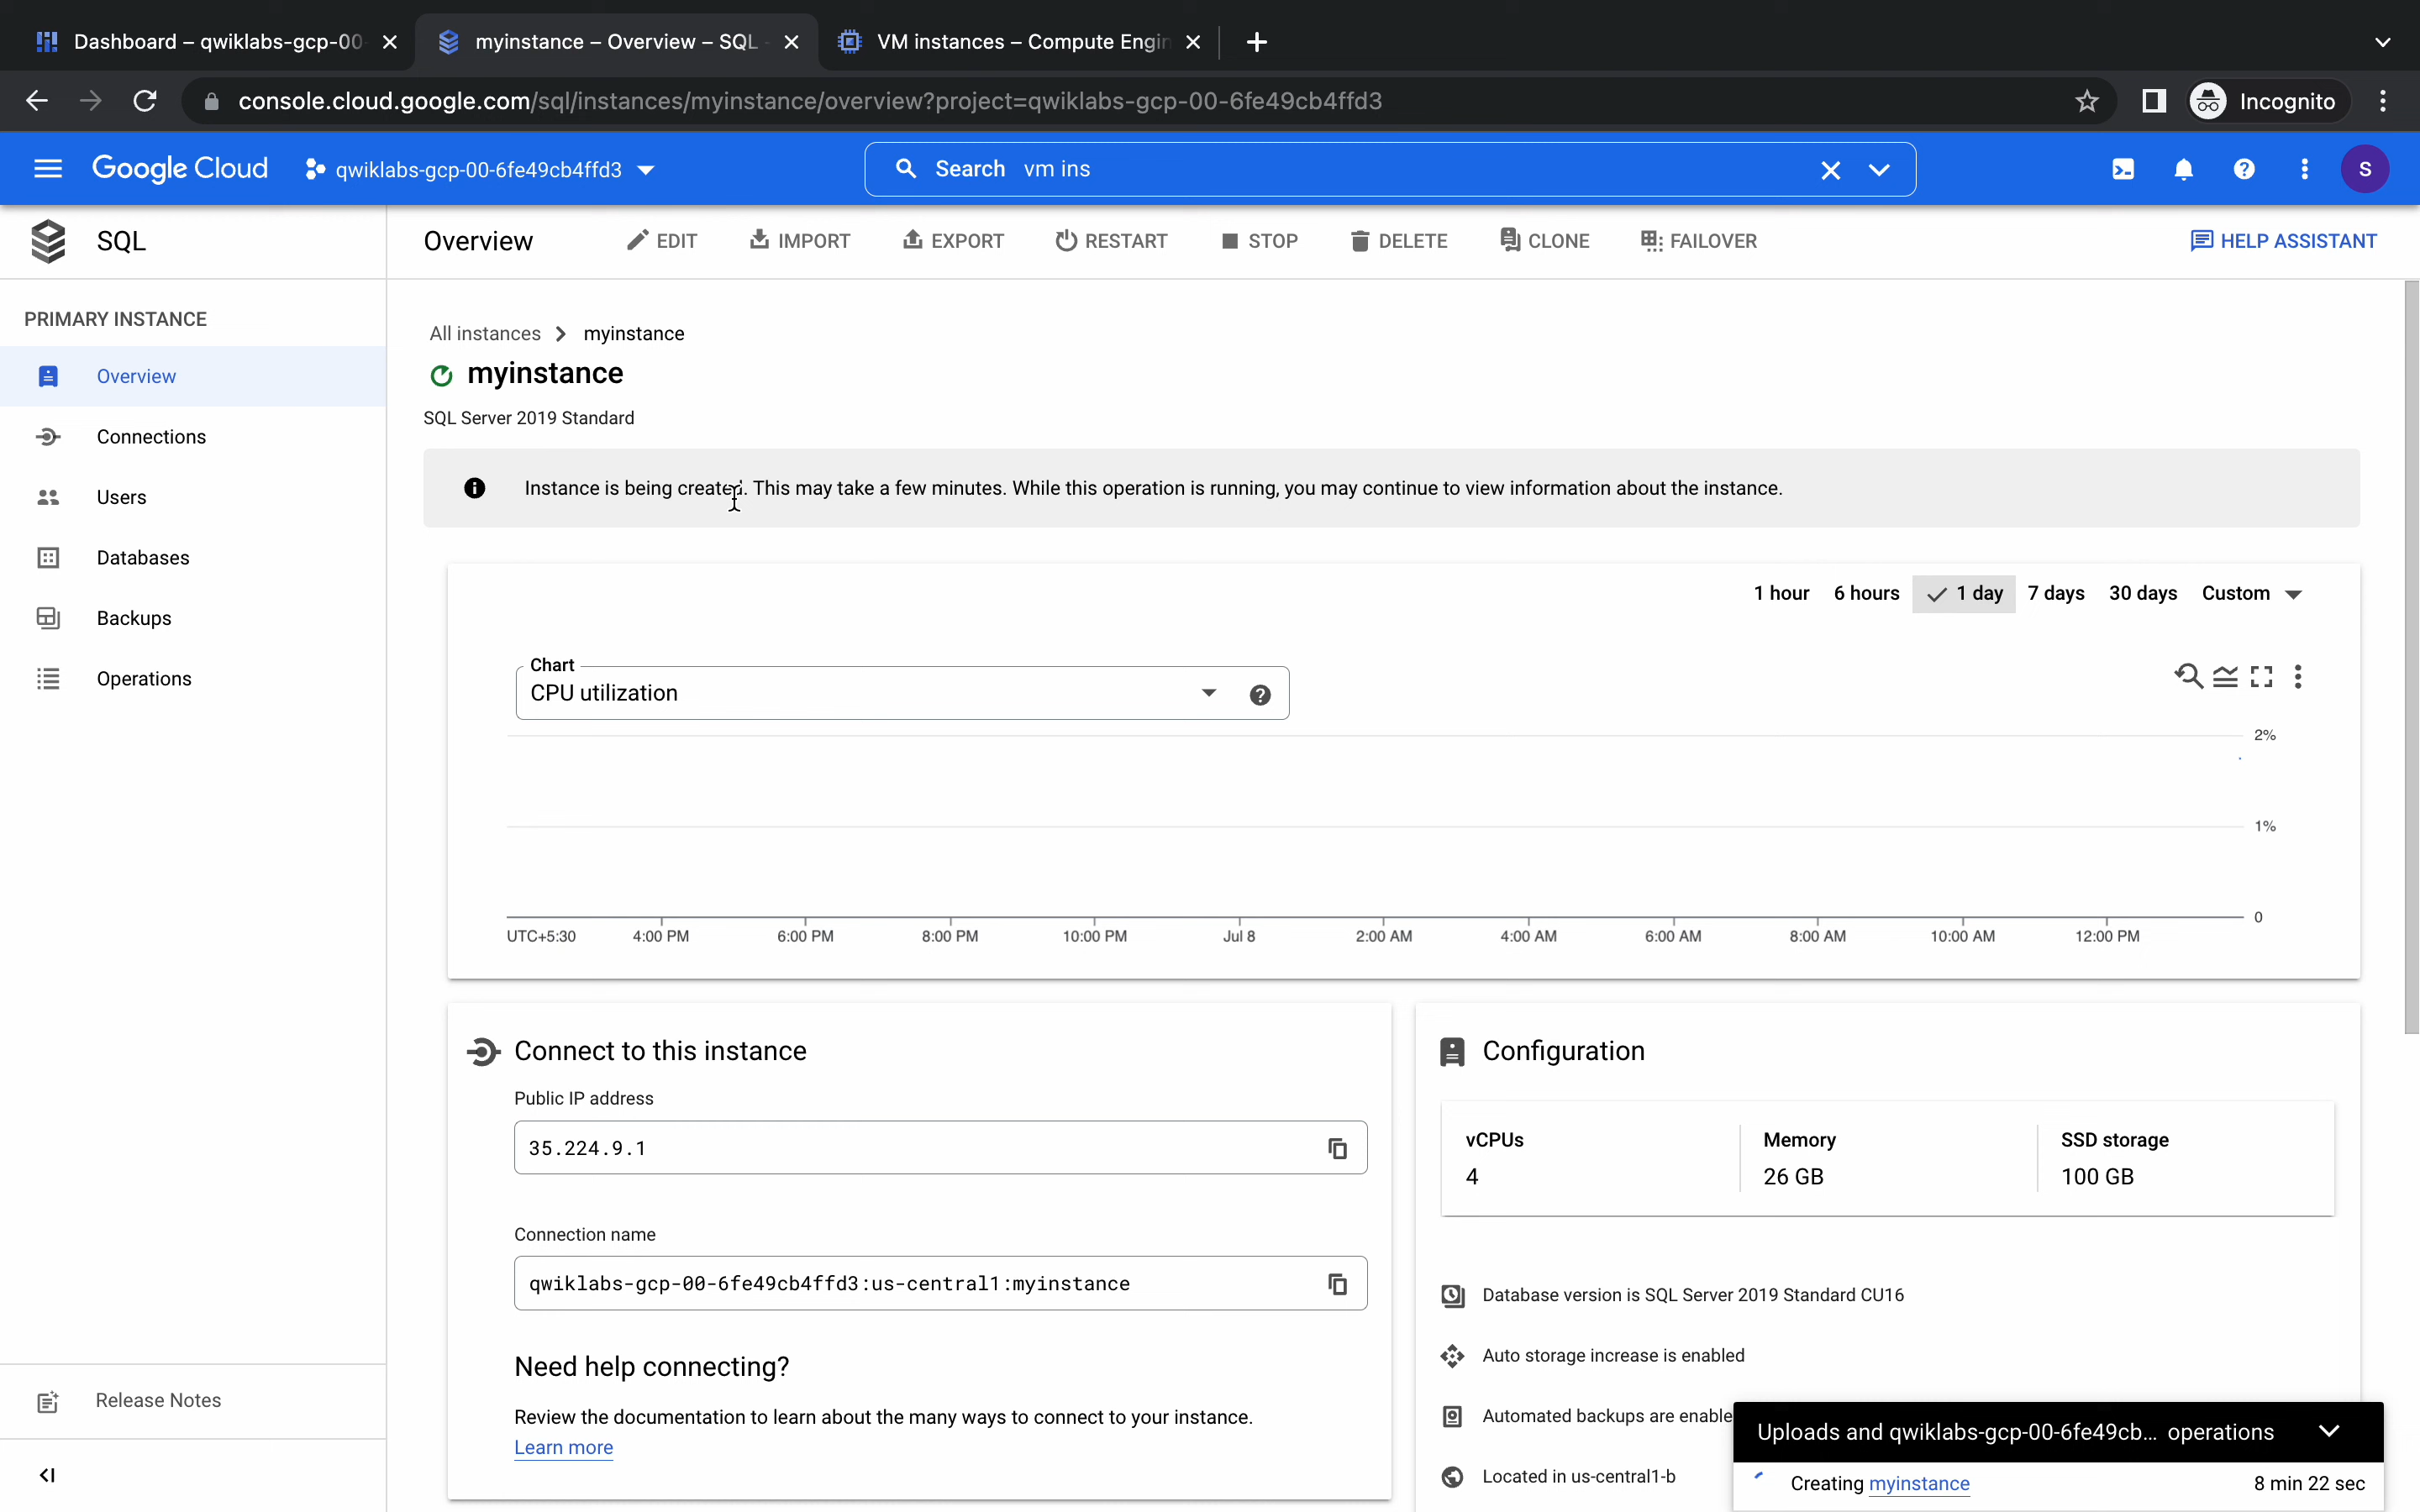 Dashboard – qwiklabs-gcp-00-
myinstance – Overview – SQL
VM instances – Compute Engin
console.cloud.google.com/sql/instances/myinstance/overview?project=qwiklabs-gcp-00-6fe49cb4ffd3
Incognito
Google Cloud
qwiklabs-gcp-00-6fe49cb4ffd3
Search vm ins
S
SQL
Overview
EDIT
IMPORT
EXPORT
RESTART
STOP
DELETE
CLONE
FAILOVER
HELP ASSISTANT
PRIMARY INSTANCE
Overview
Connections
Users
Databases
Backups
Operations
Release Notes
All instances > myinstance
myinstance
SQL Server 2019 Standard
Instance is being created. This may take a few minutes. While this operation is running, you may continue to view information about the instance.
1 hour 6 hours 1 day 7 days 30 days Custom
Chart
CPU utilization
2%
1%
0
UTC+5:30 4:00 PM 6:00 PM 8:00 PM 10:00 PM Jul 8 2:00 AM 4:00 AM 6:00 AM 8:00 AM 10:00 AM 12:00 PM
Connect to this instance
Public IP address
35.224.9.1
Connection name
qwiklabs-gcp-00-6fe49cb4ffd3:us-central1:myinstance
Need help connecting?
Review the documentation to learn about the many ways to connect to your instance.
Learn more
Configuration
vCPUs
4
Memory
26 GB
SSD storage
100 GB
Database version is SQL Server 2019 Standard CU16
Auto storage increase is enabled
Automated backups are enable
Located in us-central1-b
Uploads and qwiklabs-gcp-00-6fe49cb... operations
Creating myinstance
8 min 22 sec